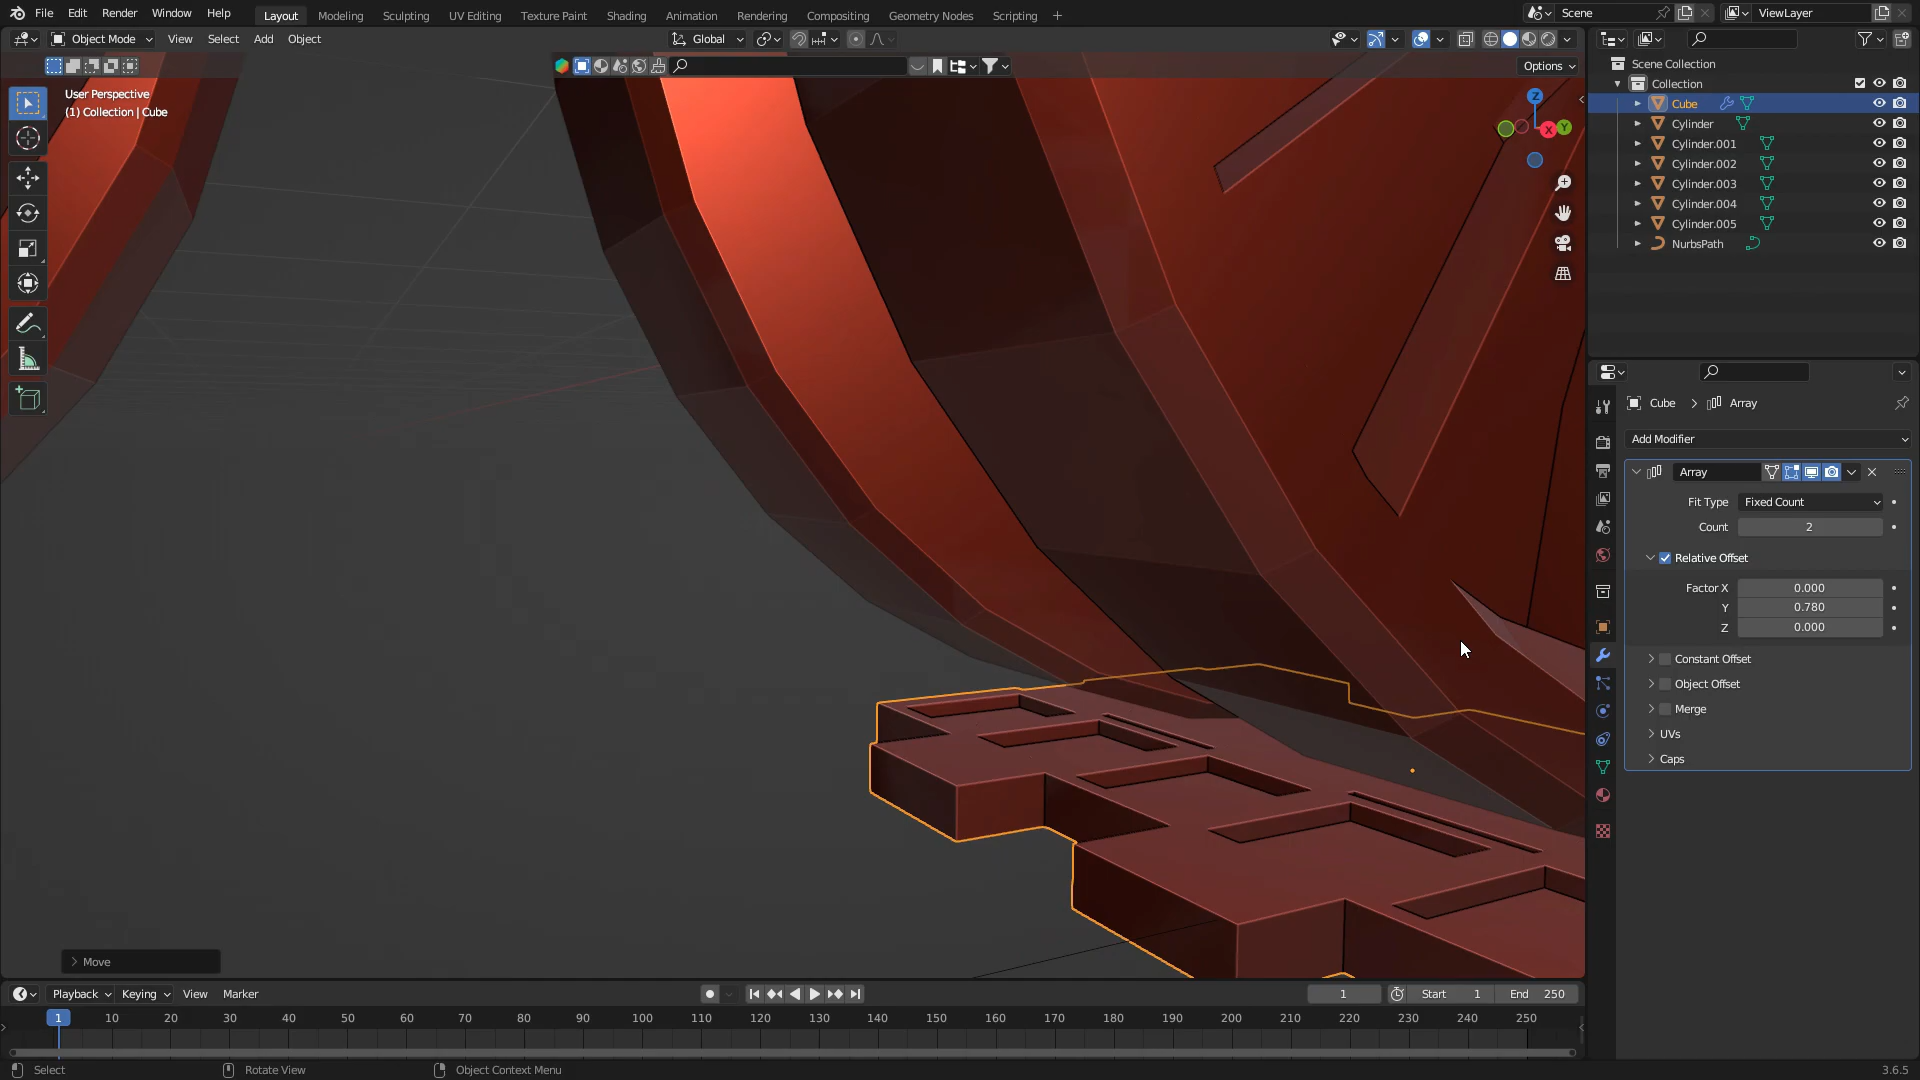 File Edit Render Window Help Layout Modeling Sculpting UV Editing Texture Paint Shading Animation Rendering Compositing Geometry Nodes Scripting + Scene ViewLayer
Object Mode View Select Add Object Global
Options
User Perspective
(1) Collection | Cube
Z
X
Y
Scene Collection
Collection
Cube
Cylinder
Cylinder.001
Cylinder.002
Cylinder.003
Cylinder.004
Cylinder.005
NurbsPath
Cube > Array
Add Modifier
Array
Fit Type Fixed Count
Count 2
Relative Offset
Factor X 0.000
Y 0.780
Z 0.000
Constant Offset
Object Offset
Merge
UVs
Caps
Move
Playback Keying View Marker 1 Start 1 End 250
1 10 20 30 40 50 60 70 80 90 100 110 120 130 140 150 160 170 180 190 200 210 220 230 240 250
Select Rotate View Object Context Menu 3.6.5